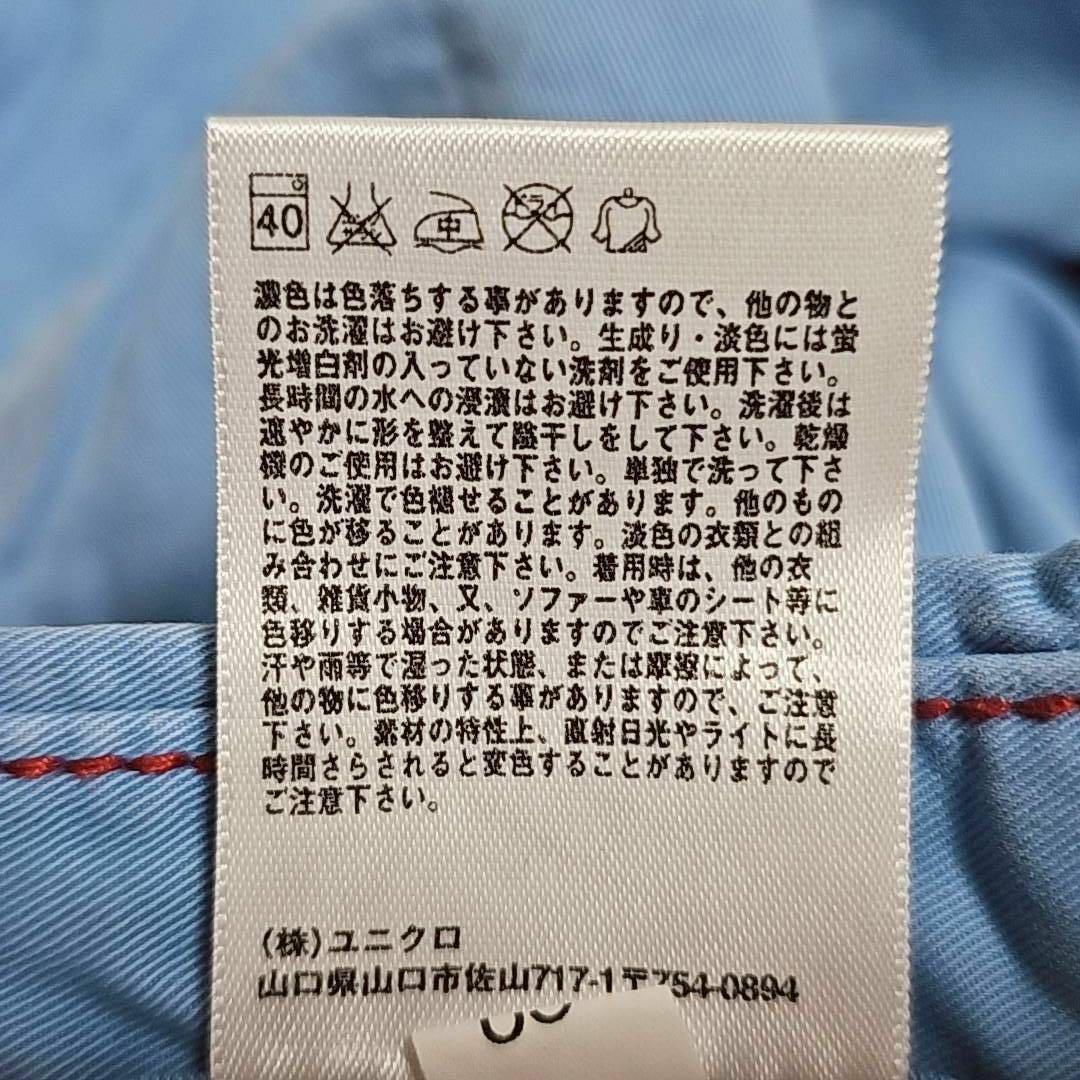 40 中 ドライ
濃色は色落ちする事がありますので、他の物と
のお洗濯はお避け下さい。生成り・淡色には蛍
光増白剤の入っていない洗剤をご使用下さい。
長時間の水への浸漬はお避け下さい。洗濯後は
速やかに形を整えて陰干しをして下さい。乾燥
機のご使用はお避け下さい。単独で洗って下さ
い。洗濯で色褪せることがあります。他のもの
に色が移ることがあります。淡色の衣類との組
み合わせにご注意下さい。着用時は、他の衣
類、雑貨小物、又、ソファーや車のシート等に
色移りする場合がありますのでご注意下さい。
汗や雨等で湿った状態、または摩擦によって、
他の物に色移りする事がありますので、ご注意
下さい。素材の特性上、直射日光やライトに長
時間さらされると変色することがありますので
ご注意下さい。
(株)ユニクロ
山口県山口市佐山717-1〒754-0894